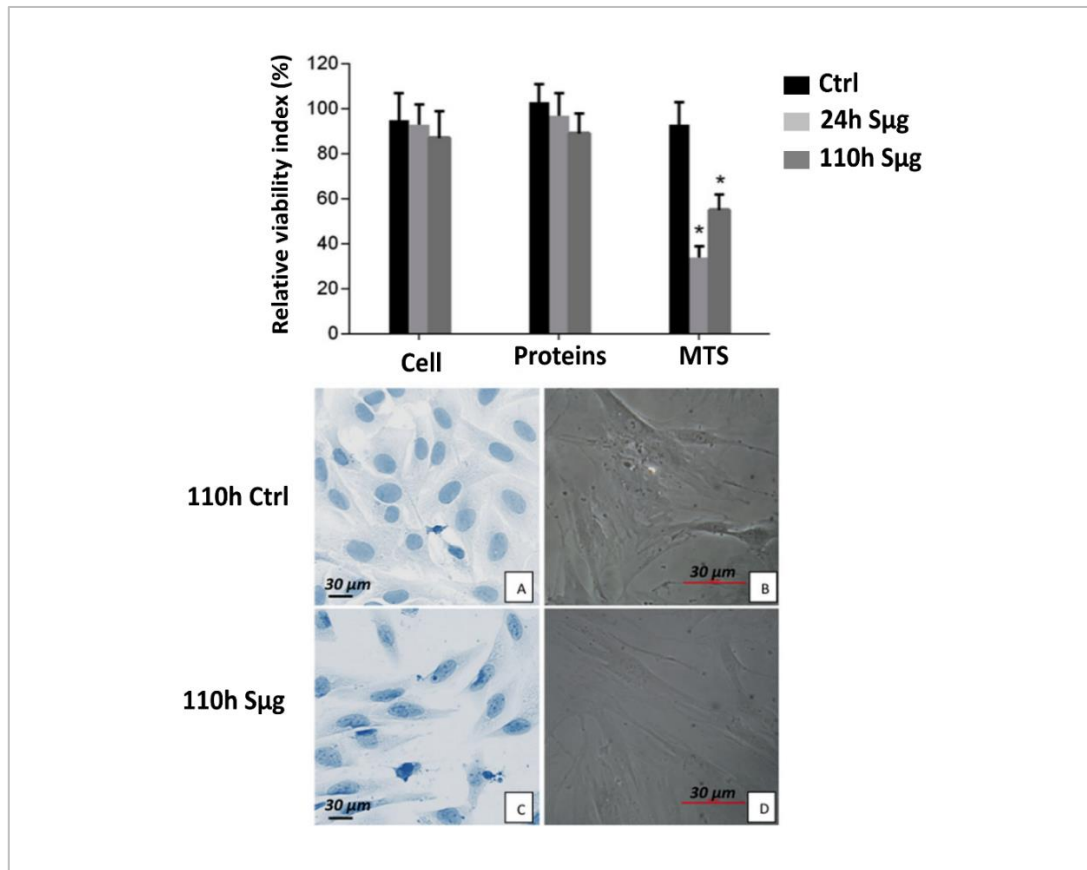 Relative viability index (%)
120
100
80
60
40
20
0
*
*
Cell
Proteins
MTS
Ctrl
24h Sµg
110h Sµg
110h Ctrl
30 µm
A
30 µm
B
110h Sµg
30 µm
C
30 µm
D